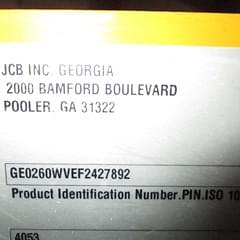 JCB INC. GEORGIA
2000 BAMFORD BOULEVARD
POOLER. GA 31322
GE0260WVEF2427892
Product Identification Number.PIN.ISO 10
4053